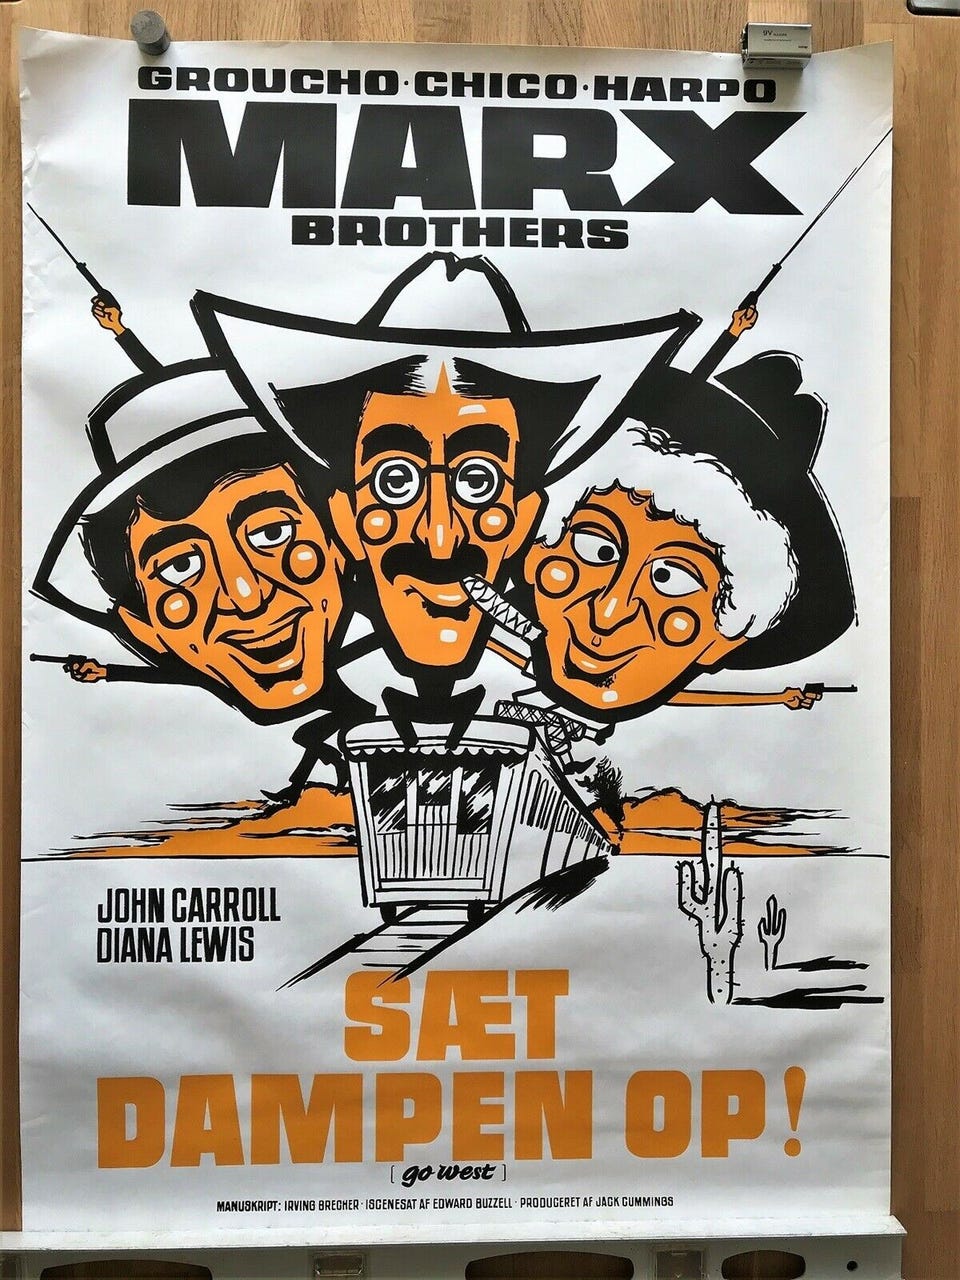 9V
GROUCHO·CHICO·HARPO
MARX
BROTHERS
JOHN CARROLL
DIANA LEWIS
SÆT
DAMPEN OP!
[go west]
MANUSKRIPT: IRVING BRECHER · ISCENESAT AF EDWARD BUZZELL · PRODUCERET AF JACK CUMMINGS